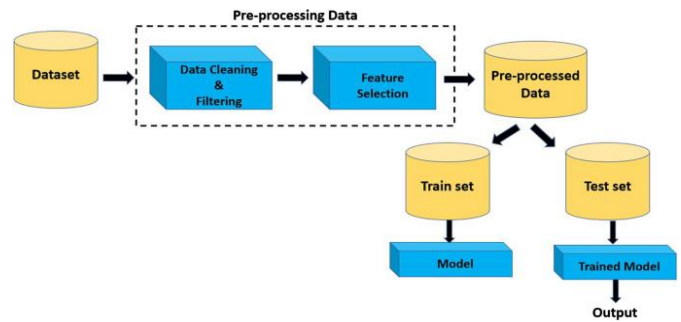 Pre-processing Data
Dataset
Data Cleaning
&
Filtering
Feature
Selection
Pre-processed
Data
Train set
Test set
Model
Trained Model
Output